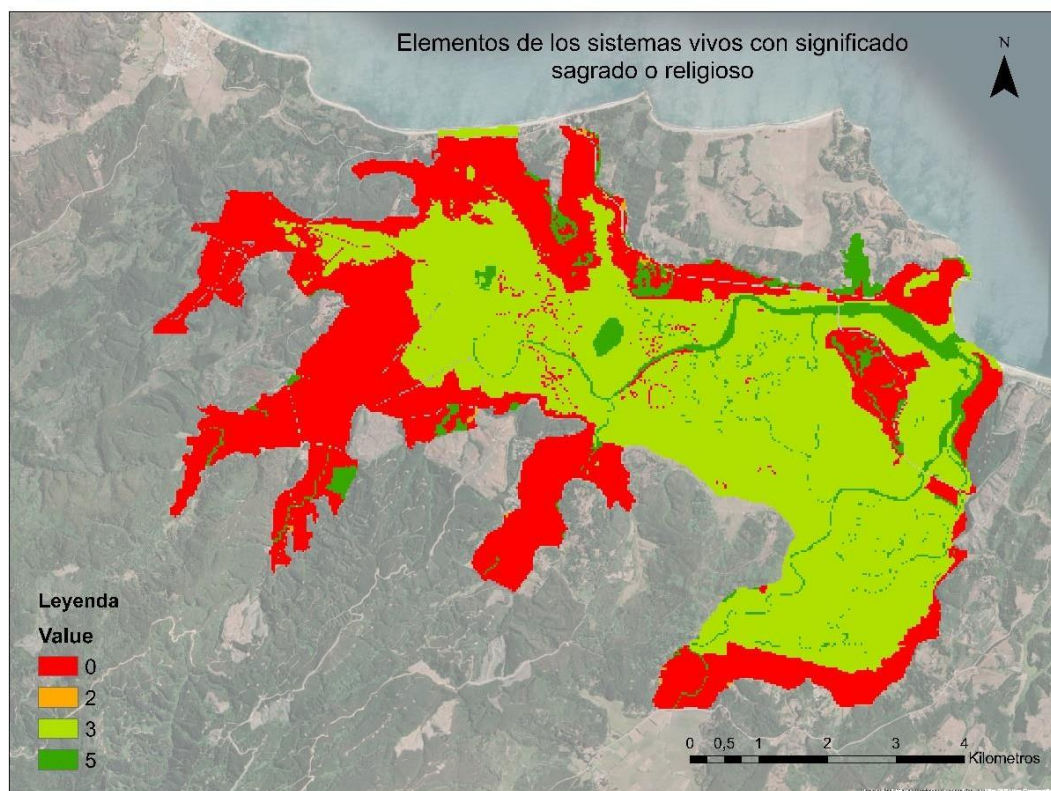 Elementos de los sistemas vivos con significado
sagrado o religioso
N
Leyenda
Value
0
2
3
5
0 0,5 1 2 3 4
Kilometros